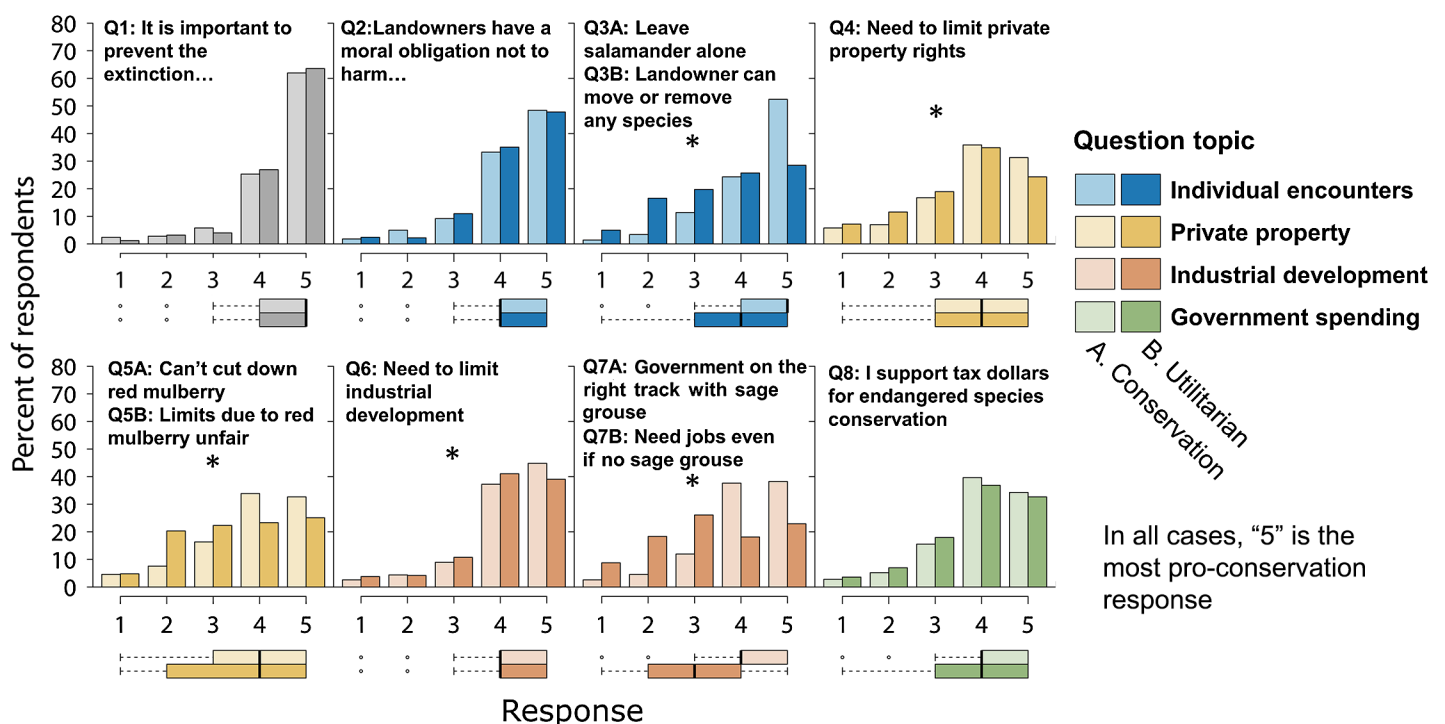 Percent of respondents
80
70
60
50
40
30
20
10
0
Q1: It is important to
prevent the
extinction…
1 2 3 4 5
Q2:Landowners have a
moral obligation not to
harm…
1 2 3 4 5
Q3A: Leave
salamander alone
Q3B: Landowner can
move or remove
any species
*
1 2 3 4 5
Q4: Need to limit private
property rights
*
1 2 3 4 5
80
70
60
50
40
30
20
10
0
Q5A: Can’t cut down
red mulberry
Q5B: Limits due to red
mulberry unfair
*
1 2 3 4 5
Q6: Need to limit
industrial
development
*
1 2 3 4 5
Q7A: Government on the
right track with sage
grouse
Q7B: Need jobs even
if no sage grouse
*
1 2 3 4 5
Q8: I support tax dollars
for endangered species
conservation
1 2 3 4 5
Response
Question topic
Individual encounters
Private property
Industrial development
Government spending
A. Conservation
B. Utilitarian
In all cases, “5” is the
most pro-conservation
response